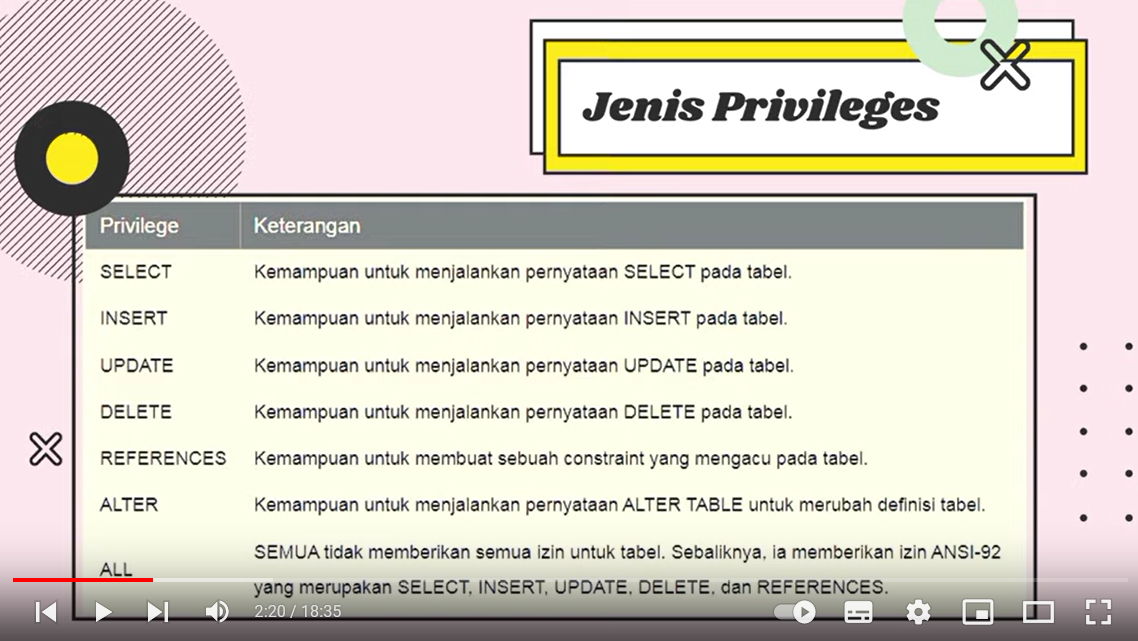 Jenis Privileges
Privilege Keterangan
SELECT Kemampuan untuk menjalankan pernyataan SELECT pada tabel.
INSERT Kemampuan untuk menjalankan pernyataan INSERT pada tabel.
UPDATE Kemampuan untuk menjalankan pernyataan UPDATE pada tabel.
DELETE Kemampuan untuk menjalankan pernyataan DELETE pada tabel.
REFERENCES Kemampuan untuk membuat sebuah constraint yang mengacu pada tabel.
ALTER Kemampuan untuk menjalankan pernyataan ALTER TABLE untuk merubah definisi tabel.
ALL SEMUA tidak memberikan semua izin untuk tabel. Sebaliknya, ia memberikan izin ANSI-92
yang merupakan SELECT, INSERT, UPDATE, DELETE, dan REFERENCES.
2:20 / 18:35